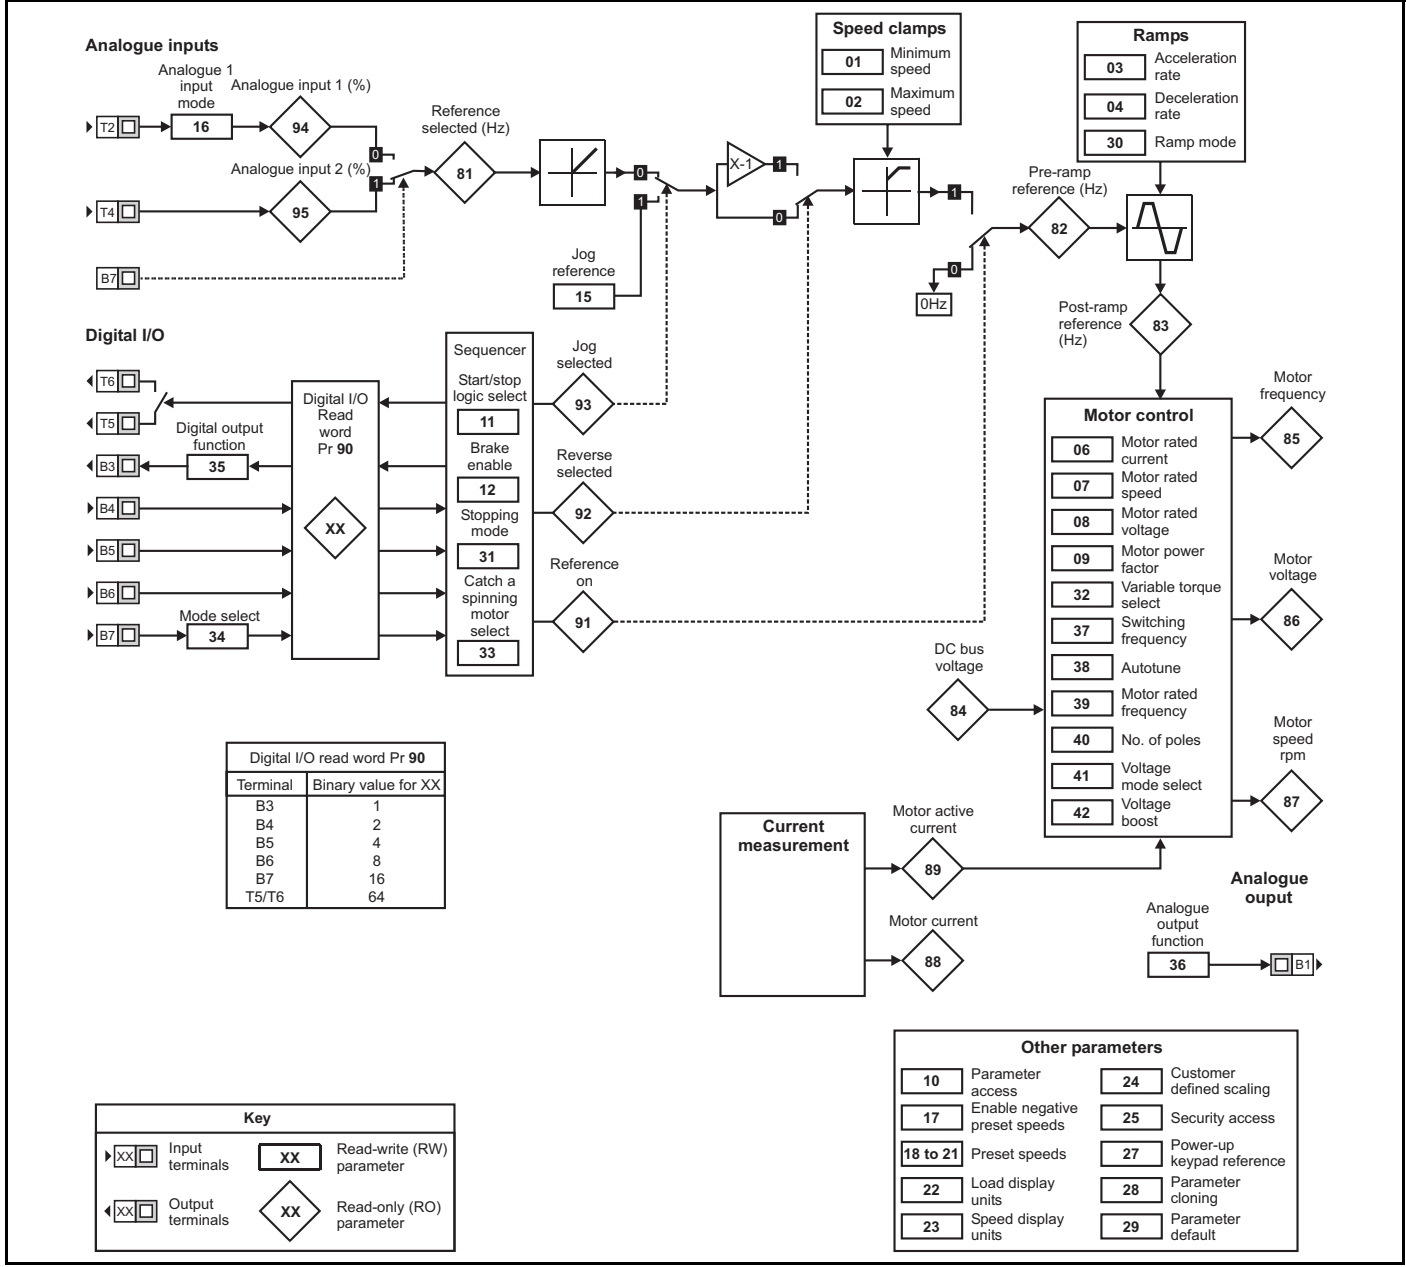 Analogue inputs
Analogue 1
input
mode
Analogue input 1 (%)
T2
16
94
0
Analogue input 2 (%)
1
T4
95
B7
Reference
selected (Hz)
81
0
1
Jog
reference
15
X-1
1
0
Speed clamps
01
Minimum
speed
02
Maximum
speed
1
0
0Hz
Ramps
03
Acceleration
rate
04
Deceleration
rate
30
Ramp mode
Pre-ramp
reference (Hz)
82
Post-ramp
reference
(Hz)
83
Digital I/O
T6
T5
B3
B4
B5
B6
B7
Digital output
function
35
Mode select
34
Digital I/O
Read
word
Pr 90
XX
Sequencer
Start/stop
logic select
11
Brake
enable
12
Stopping
mode
31
Catch a
spinning
motor
select
33
Jog
selected
93
Reverse
selected
92
Reference
on
91
DC bus
voltage
84
Motor control
06
Motor rated
current
07
Motor rated
speed
08
Motor rated
voltage
09
Motor power
factor
32
Variable torque
select
37
Switching
frequency
38
Autotune
39
Motor rated
frequency
40
No. of poles
41
Voltage
mode select
42
Voltage
boost
Motor
frequency
85
Motor
voltage
86
Motor
speed
rpm
87
Digital I/O read word Pr 90
Terminal Binary value for XX
B3 1
B4 2
B5 4
B6 8
B7 16
T5/T6 64
Current
measurement
Motor active
current
89
Motor current
88
Analogue
ouput
Analogue
output
function
36
B1
Other parameters
10
Parameter
access
17
Enable negative
preset speeds
18 to 21
Preset speeds
22
Load display
units
23
Speed display
units
24
Customer
defined scaling
25
Security access
27
Power-up
keypad reference
28
Parameter
cloning
29
Parameter
default
Key
XX
Input
terminals
XX
Read-write (RW)
parameter
XX
Output
terminals
XX
Read-only (RO)
parameter